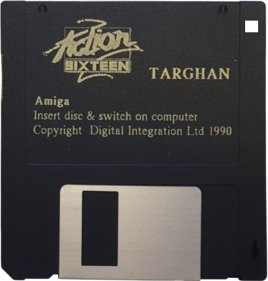 Action
SIXTEEN
TARGHAN
Amiga
Insert disc & switch on computer
Copyright Digital Integration Ltd 1990